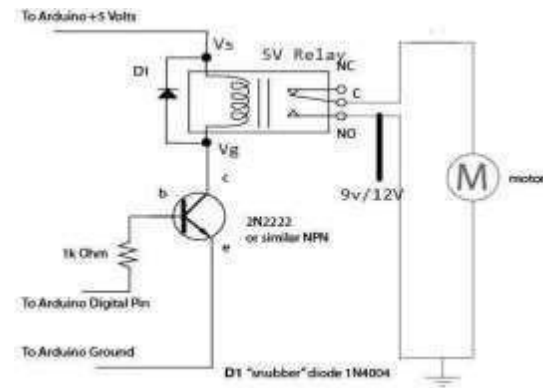 To Arduino +5 Volts
Vs
5V Relay
NC
D1
C
NO
Vg
c
9v/12V
M
motor
b
2N2222
or similar NPN
1k Ohm
e
To Arduino Digital Pin
To Arduino Ground
D1 "snubber" diode 1N4004